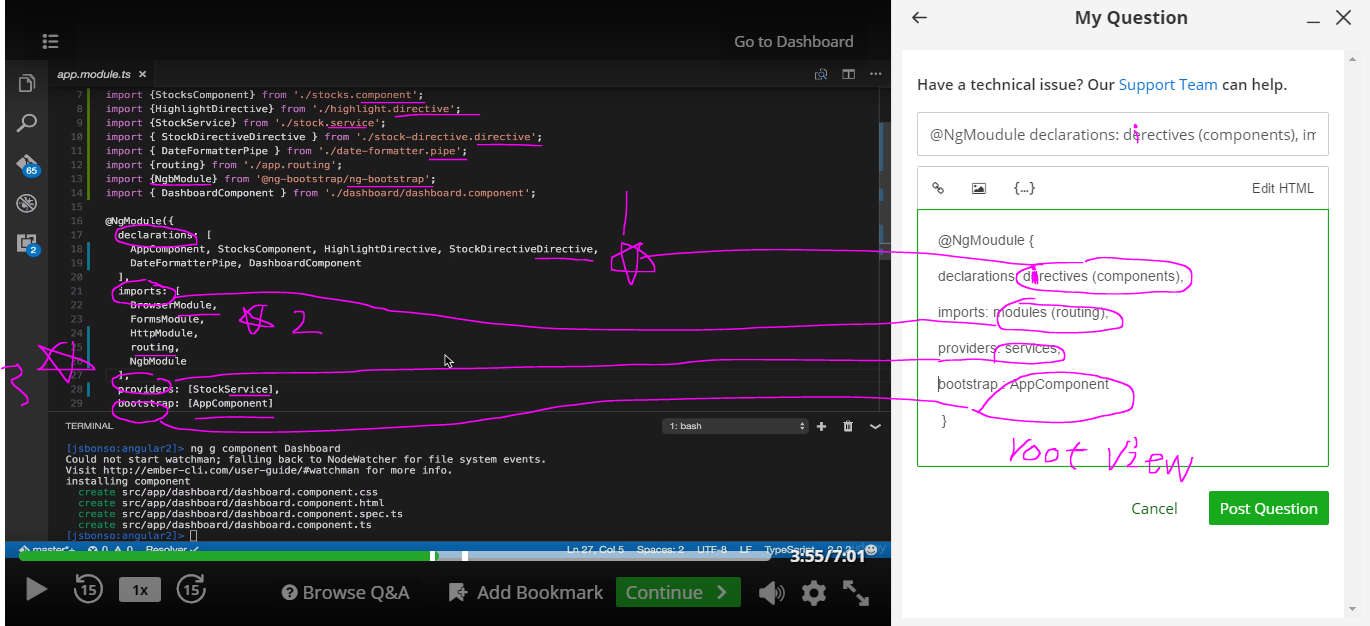 Go to Dashboard
app.module.ts ×
7 import {StocksComponent} from './stocks.component';
8 import {HighlightDirective} from './highlight.directive';
9 import {StockService} from './stock.service';
10 import { StockDirectiveDirective } from './stock-directive.directive';
11 import { DateFormatterPipe } from './date-formatter.pipe';
12 import {routing} from './app.routing';
13 import {NgbModule} from '@ng-bootstrap/ng-bootstrap';
14 import { DashboardComponent } from './dashboard/dashboard.component';
15
16 @NgModule({
17 declarations: [
18 AppComponent, StocksComponent, HighlightDirective, StockDirectiveDirective,
19 DateFormatterPipe, DashboardComponent
20 ],
21 imports: [
22 BrowserModule,
23 FormsModule,
24 HttpModule,
25 routing,
26 NgbModule
27 ],
28 providers: [StockService],
29 bootstrap: [AppComponent]
65
2
1
2
3
TERMINAL
1: bash
[jsbonso:angular2]> ng g component Dashboard
Could not start watchman; falling back to NodeWatcher for file system events.
Visit http://ember-cli.com/user-guide/#watchman for more info.
installing component
create src/app/dashboard/dashboard.component.css
create src/app/dashboard/dashboard.component.html
create src/app/dashboard/dashboard.component.spec.ts
create src/app/dashboard/dashboard.component.ts
[jsbonso:angular2]>
master*+ 0 0 Resolver Ln 27, Col 5 Spaces: 2 UTF-8 LF TypeScript
3:55/7:01
15 1x 15 Browse Q&A Add Bookmark Continue
My Question
Have a technical issue? Our Support Team can help.
@NgMoudule declarations: derectives (components), im
{...} Edit HTML
@NgMoudule {
declarations: directives (components),
imports: modules (routing),
providers: services,
bootstrap : AppComponent
}
root view
Cancel Post Question